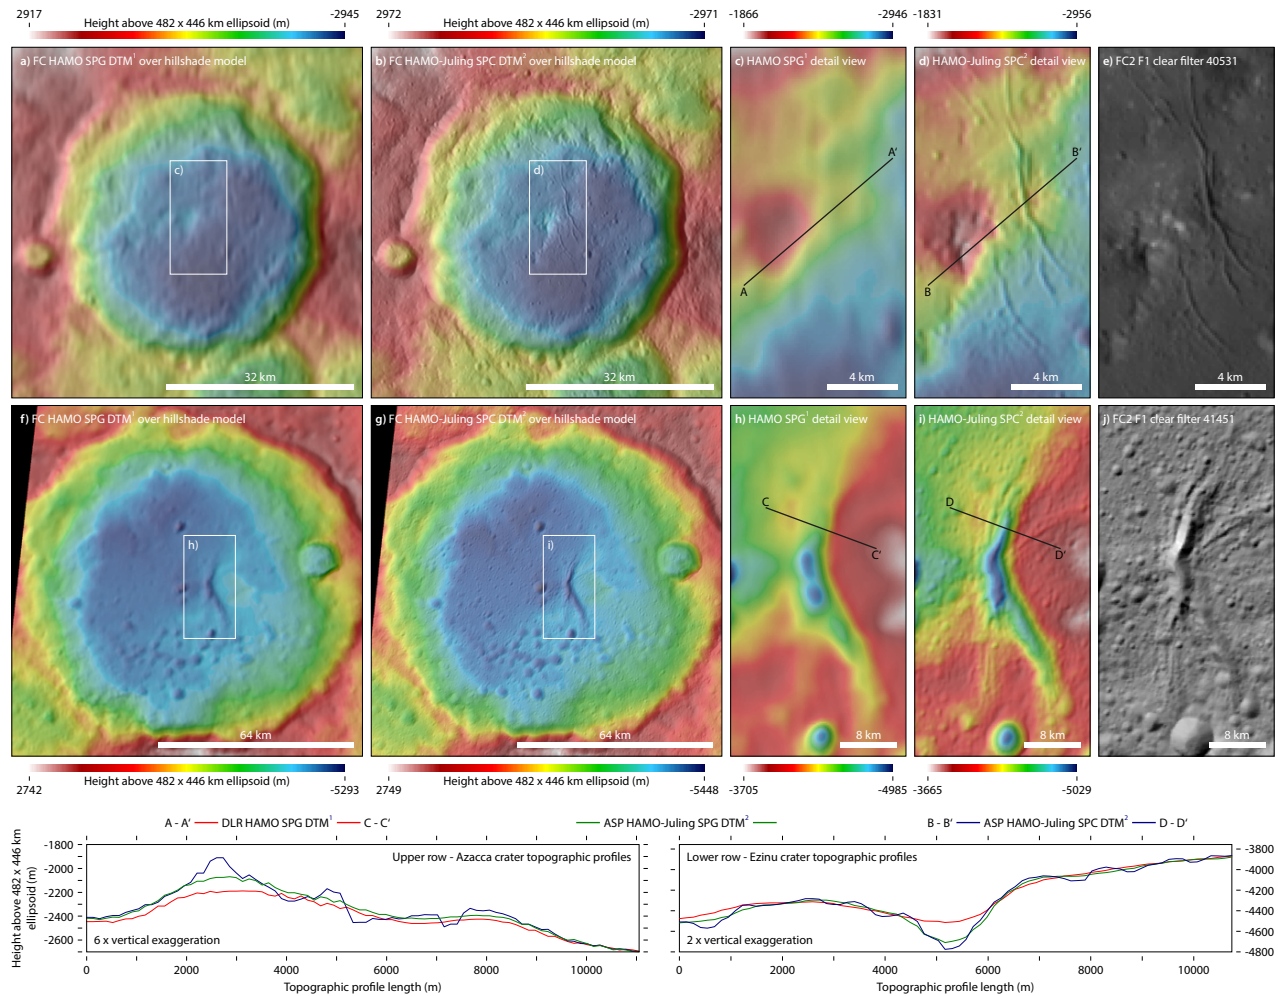 2917 Height above 482 x 446 km ellipsoid (m) -2945
2972 Height above 482 x 446 km ellipsoid (m) -2971
-1866 -2946
-1831 -2956
a) FC HAMO SPG DTM¹ over hillshade model
c)
32 km
b) FC HAMO-Juling SPC DTM² over hillshade model
d)
32 km
c) HAMO SPG¹ detail view
A'
A
4 km
d) HAMO-Juling SPC² detail view
B'
B
4 km
e) FC2 F1 clear filter 40531
4 km
f) FC HAMO SPG DTM¹ over hillshade model
h)
64 km
g) FC HAMO-Juling SPC DTM² over hillshade model
i)
64 km
h) HAMO SPG¹ detail view
C
C'
8 km
i) HAMO-Juling SPC² detail view
D
D'
8 km
j) FC2 F1 clear filter 41451
8 km
2742 Height above 482 x 446 km ellipsoid (m) -5293
2749 Height above 482 x 446 km ellipsoid (m) -5448
-3705 -4985
-3665 -5029
A - A' DLR HAMO SPG DTM¹ C - C'
ASP HAMO-Juling SPG DTM²
B - B' ASP HAMO-Juling SPC DTM² D - D'
Height above 482 x 446 km
ellipsoid (m)
-1800
-2000
-2200
-2400
-2600
Upper row - Azacca crater topographic profiles
6 x vertical exaggeration
0 2000 4000 6000 8000 10000
Topographic profile length (m)
Lower row - Ezinu crater topographic profiles
2 x vertical exaggeration
-3800
-4000
-4200
-4400
-4600
-4800
0 2000 4000 6000 8000 10000
Topographic profile length (m)